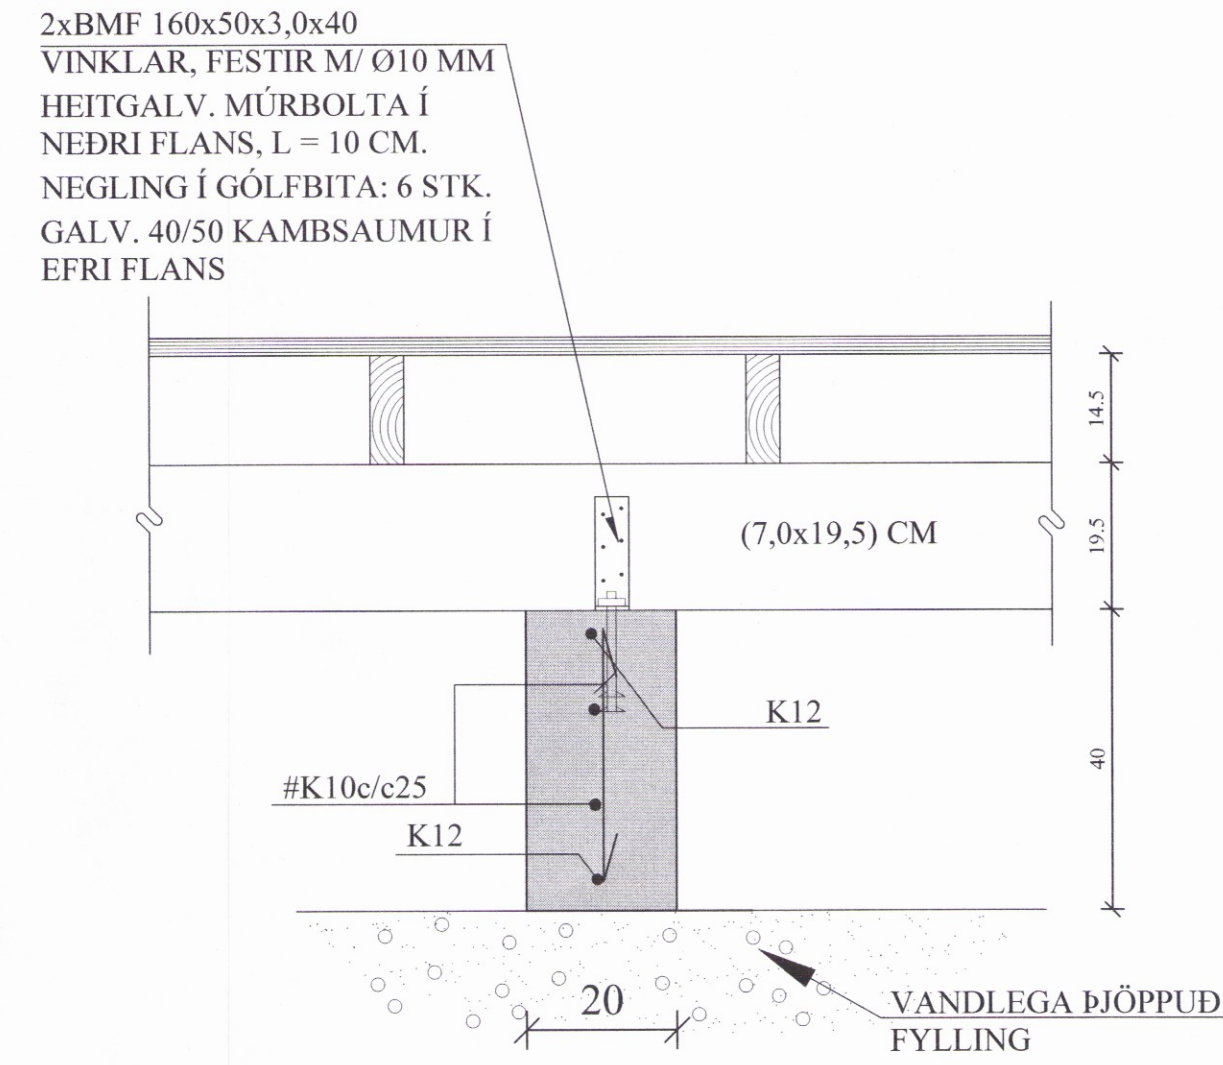 2xBMF 160x50x3,0x40
VINKLAR, FESTIR M/ Ø10 MM
HEITGALV. MÚRBOLTA Í
NEÐRI FLANS, L = 10 CM.
NEGLING Í GÓLFBITA: 6 STK.
GALV. 40/50 KAMBSAUMUR Í
EFRI FLANS
14.5
(7,0x19,5) CM
19.5
K12
40
#K10c/c25
K12
20
VANDLEGA ÞJÖPPUÐ
FYLLING